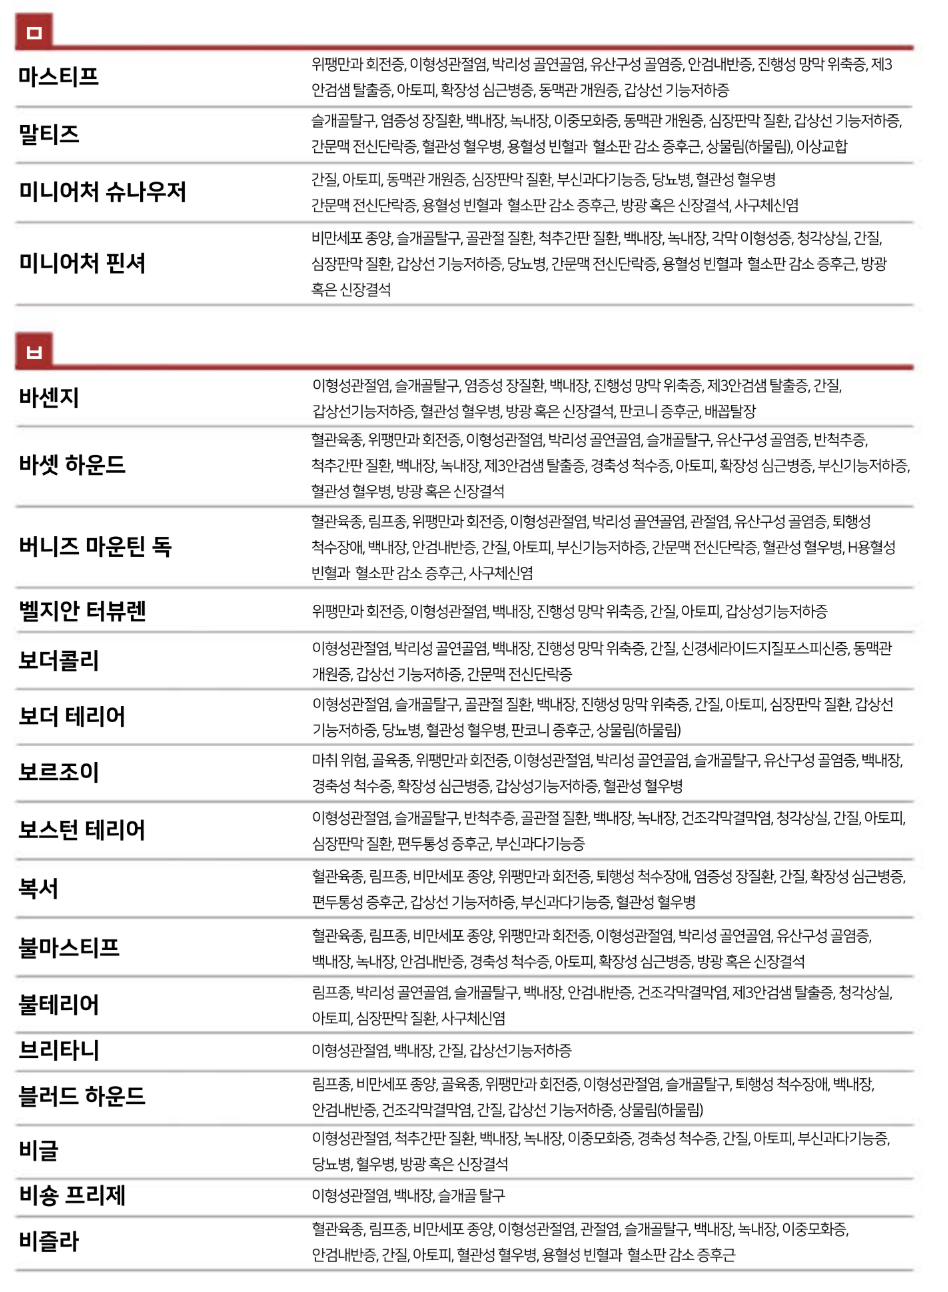 ㅁ
마스티프
위팽만과 회전증, 이형성관절염, 박리성 골연골염, 유산구성 골염증, 안검내반증, 진행성 망막 위축증, 제3
안검샘 탈출증, 아토피, 확장성 심근병증, 동맥관 개원증, 갑상선 기능저하증
말티즈
슬개골탈구, 염증성 장질환, 백내장, 녹내장, 이중모화증, 동맥관 개원증, 심장판막 질환, 갑상선 기능저하증,
간문맥 전신단락증, 혈관성 혈우병, 용혈성 빈혈과 혈소판 감소 증후근, 상물림(하물림), 이상교합
미니어처 슈나우저
간질, 아토피, 동맥관 개원증, 심장판막 질환, 부신과다기능증, 당뇨병, 혈관성 혈우병
간문맥 전신단락증, 용혈성 빈혈과 혈소판 감소 증후근, 방광 혹은 신장결석, 사구체신염
미니어처 핀셔
비만세포 종양, 슬개골탈구, 골관절 질환, 척추간판 질환, 백내장, 녹내장, 각막 이형성증, 청각상실, 간질,
심장판막 질환, 갑상선 기능저하증, 당뇨병, 간문맥 전신단락증, 용혈성 빈혈과 혈소판 감소 증후근, 방광
혹은 신장결석
ㅂ
바센지
이형성관절염, 슬개골탈구, 염증성 장질환, 백내장, 진행성 망막 위축증, 제3안검샘 탈출증, 간질,
갑상선기능저하증, 혈관성 혈우병, 방광 혹은 신장결석, 판코니 증후군, 배꼽탈장
바셋 하운드
혈관육종, 위팽만과 회전증, 이형성관절염, 박리성 골연골염, 슬개골탈구, 유산구성 골염증, 반척추증,
척추간판 질환, 백내장, 녹내장, 제3안검샘 탈출증, 경축성 척수증, 아토피, 확장성 심근병증, 부신기능저하증,
혈관성 혈우병, 방광 혹은 신장결석
버니즈 마운틴 독
혈관육종, 림프종, 위팽만과 회전증, 이형성관절염, 박리성 골연골염, 관절염, 유산구성 골염증, 퇴행성
척수장애, 백내장, 안검내반증, 간질, 아토피, 부신기능저하증, 간문맥 전신단락증, 혈관성 혈우병, H용혈성
빈혈과 혈소판 감소 증후근, 사구체신염
벨지안 터뷰렌
위팽만과 회전증, 이형성관절염, 백내장, 진행성 망막 위축증, 간질, 아토피, 갑상성기능저하증
보더콜리
이형성관절염, 박리성 골연골염, 백내장, 진행성 망막 위축증, 간질, 신경세라이드지질포스피신증, 동맥관
개원증, 갑상선 기능저하증, 간문맥 전신단락증
보더 테리어
이형성관절염, 슬개골탈구, 골관절 질환, 백내장, 진행성 망막 위축증, 간질, 아토피, 심장판막 질환, 갑상선
기능저하증, 당뇨병, 혈관성 혈우병, 판코니 증후군, 상물림(하물림)
보르조이
마취 위험, 골육종, 위팽만과 회전증, 이형성관절염, 박리성 골연골염, 슬개골탈구, 유산구성 골염증, 백내장,
경축성 척수증, 확장성 심근병증, 갑상성기능저하증, 혈관성 혈우병
보스턴 테리어
이형성관절염, 슬개골탈구, 반척추증, 골관절 질환, 백내장, 녹내장, 건조각막결막염, 청각상실, 간질, 아토피,
심장판막 질환, 편두통성 증후군, 부신과다기능증
복서
혈관육종, 림프종, 비만세포 종양, 위팽만과 회전증, 퇴행성 척수장애, 염증성 장질환, 간질, 확장성 심근병증,
편두통성 증후군, 갑상선 기능저하증, 부신과다기능증, 혈관성 혈우병
불마스티프
혈관육종, 림프종, 비만세포 종양, 위팽만과 회전증, 이형성관절염, 박리성 골연골염, 유산구성 골염증,
백내장, 녹내장, 안검내반증, 경축성 척수증, 아토피, 확장성 심근병증, 방광 혹은 신장결석
불테리어
림프종, 박리성 골연골염, 슬개골탈구, 백내장, 안검내반증, 건조각막결막염, 제3안검샘 탈출증, 청각상실,
아토피, 심장판막 질환, 사구체신염
브리타니
이형성관절염, 백내장, 간질, 갑상선기능저하증
블러드 하운드
림프종, 비만세포 종양, 골육종, 위팽만과 회전증, 이형성관절염, 슬개골탈구, 퇴행성 척수장애, 백내장,
안검내반증, 건조각막결막염, 간질, 갑상선 기능저하증, 상물림(하물림)
비글
이형성관절염, 척추간판 질환, 백내장, 녹내장, 이중모화증, 경축성 척수증, 간질, 아토피, 부신과다기능증,
당뇨병, 혈우병, 방광 혹은 신장결석
비숑 프리제
이형성관절염, 백내장, 슬개골 탈구
비즐라
혈관육종, 림프종, 비만세포 종양, 이형성관절염, 관절염, 슬개골탈구, 백내장, 녹내장, 이중모화증,
안검내반증, 간질, 아토피, 혈관성 혈우병, 용혈성 빈혈과 혈소판 감소 증후근